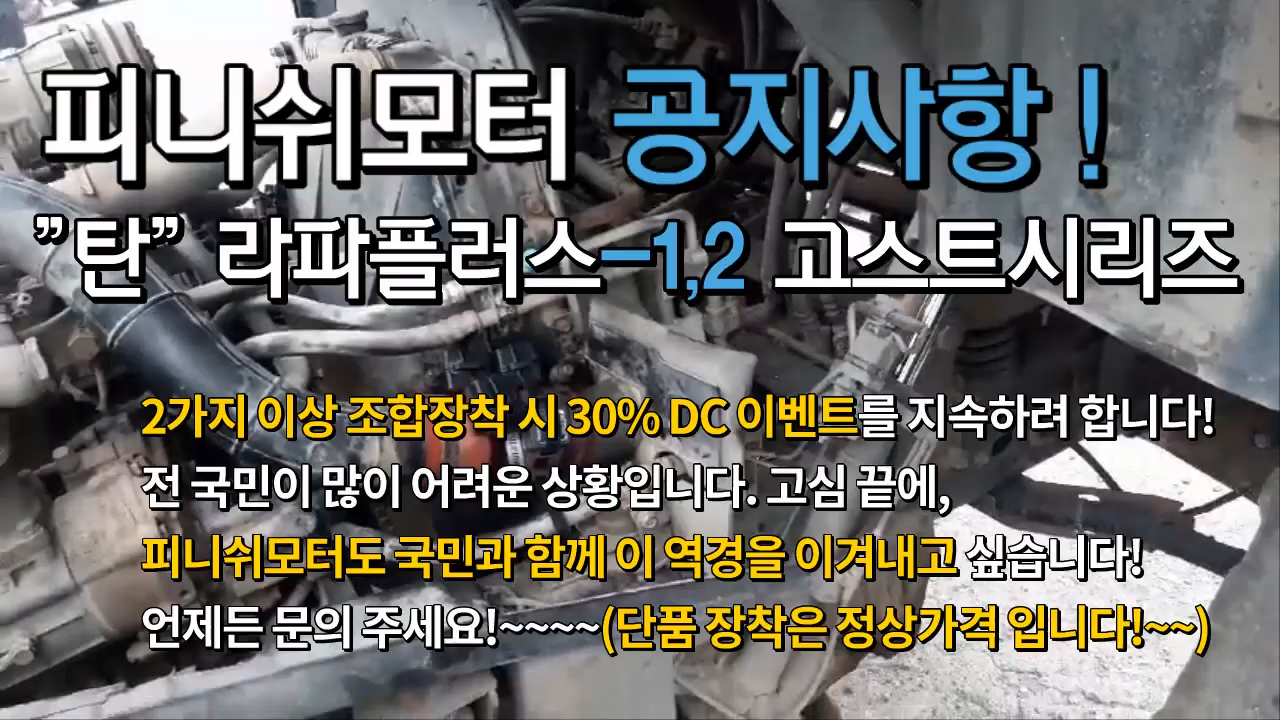 피니쉬모터 공지사항 !
”탄” 라파플러스-1,2 고스트시리즈
2가지 이상 조합장착 시 30% DC 이벤트를 지속하려 합니다!
전 국민이 많이 어려운 상황입니다. 고심 끝에,
피니쉬모터도 국민과 함께 이 역경을 이겨내고 싶습니다!
언제든 문의 주세요!~~~~(단품 장착은 정상가격 입니다!~~)